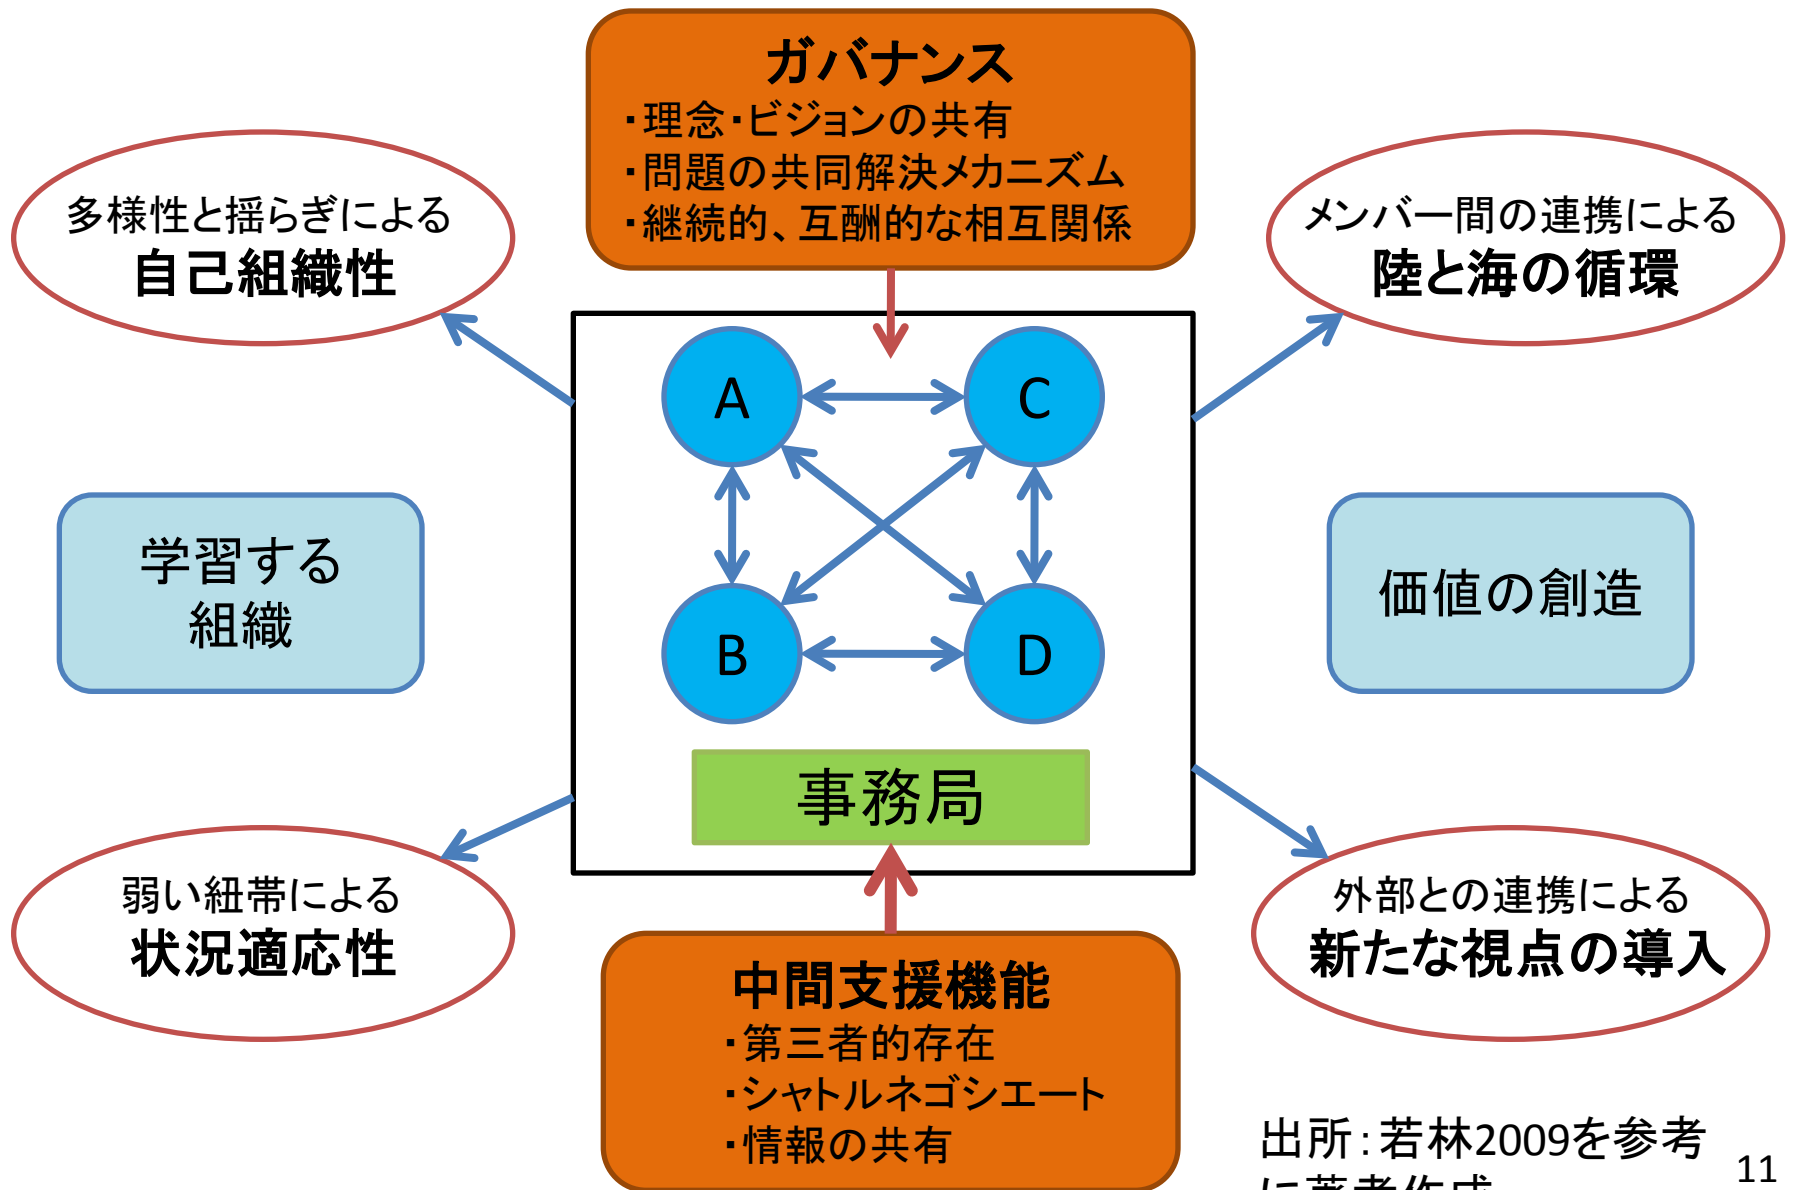 ガバナンス
・理念・ビジョンの共有
・問題の共同解決メカニズム
・継続的、互酬的な相互関係
多様性と揺らぎによる
自己組織性
メンバー間の連携による
陸と海の循環
A
C
B
D
学習する
組織
価値の創造
事務局
弱い紐帯による
状況適応性
外部との連携による
新たな視点の導入
中間支援機能
・第三者的存在
・シャトルネゴシエート
・情報の共有
出所：若林2009を参考
に著者作成
11